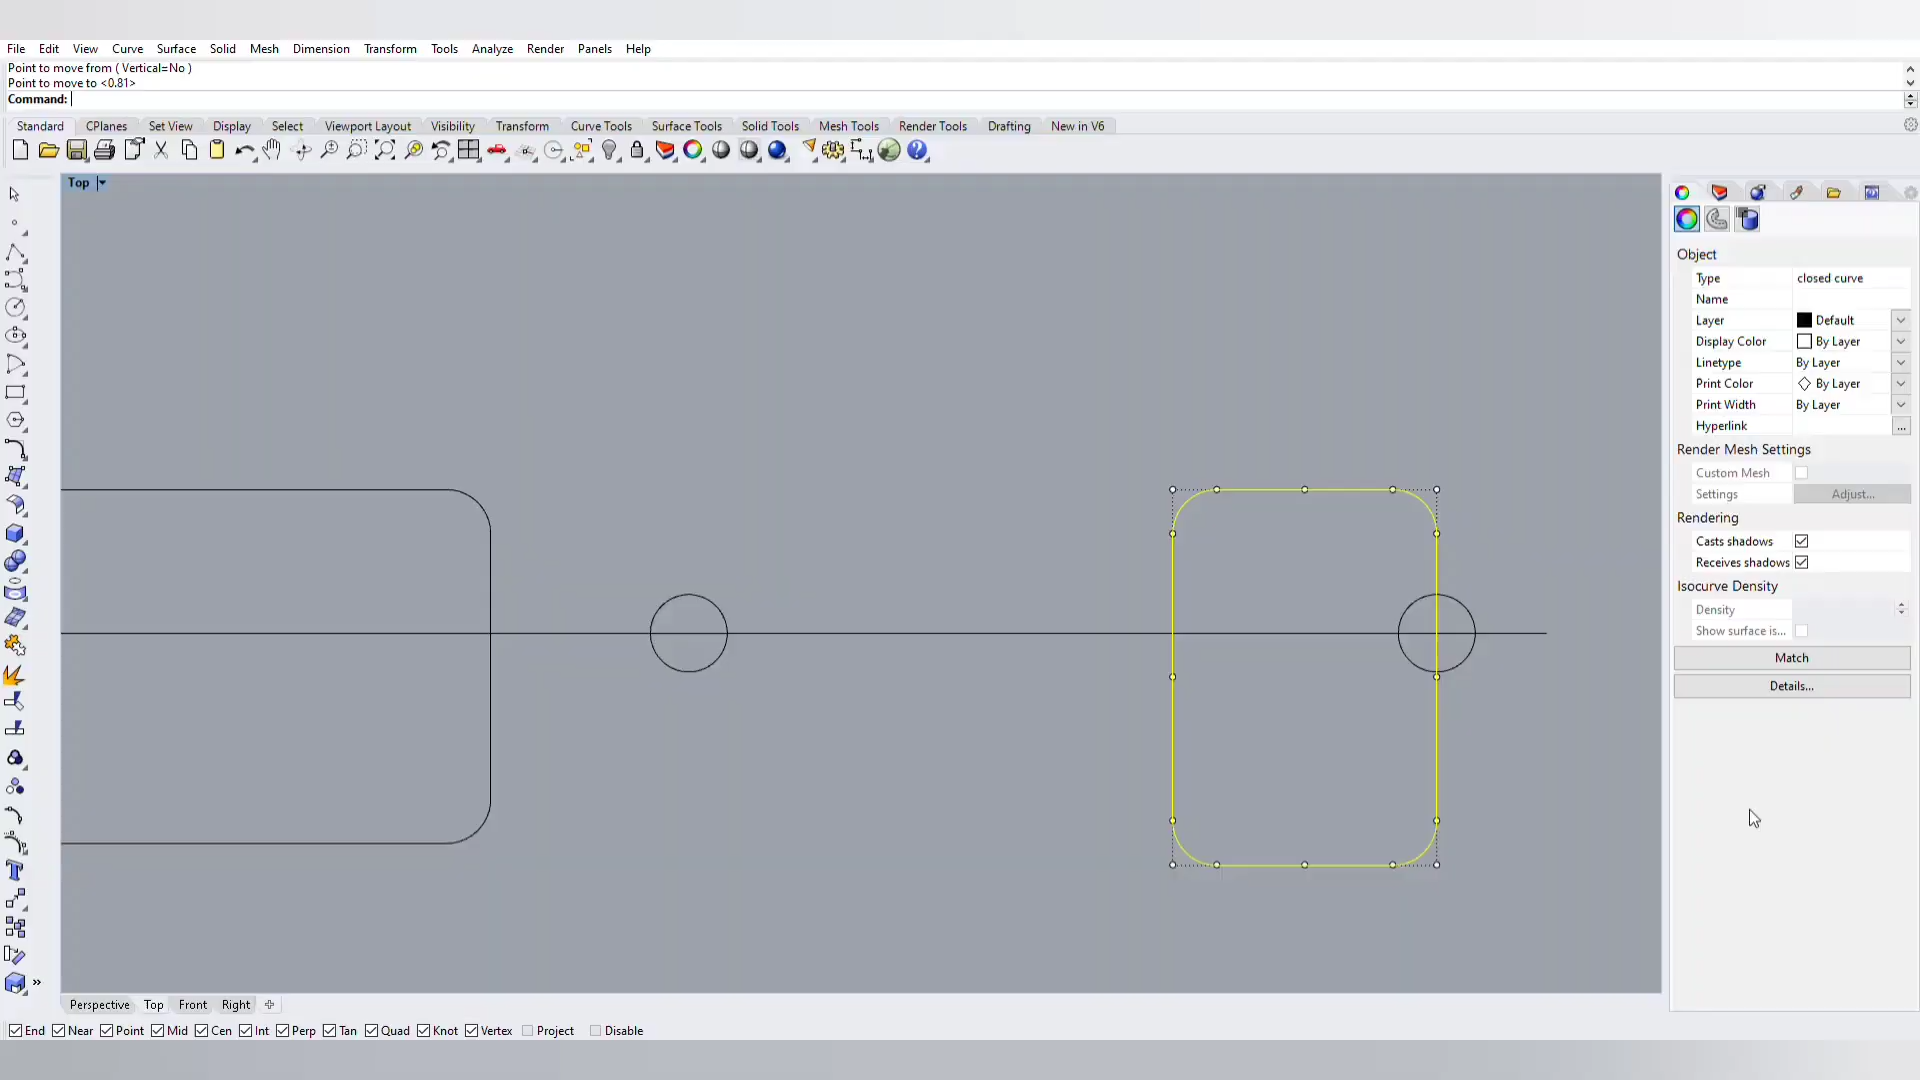 File Edit View Curve Surface Solid Mesh Dimension Transform Tools Analyze Render Panels Help
Point to move from ( Vertical=No )
Point to move to <0.81>
Command:
Standard CPlanes Set View Display Select Viewport Layout Visibility Transform Curve Tools Surface Tools Solid Tools Mesh Tools Render Tools Drafting New in V6
Top
Object
Type closed curve
Name
Layer Default
Display Color By Layer
Linetype By Layer
Print Color By Layer
Print Width By Layer
Hyperlink ...
Render Mesh Settings
Custom Mesh
Settings Adjust...
Rendering
Casts shadows
Receives shadows
Isocurve Density
Density
Show surface is...
Match
Details...
Perspective Top Front Right
End Near Point Mid Cen Int Perp Tan Quad Knot Vertex Project Disable